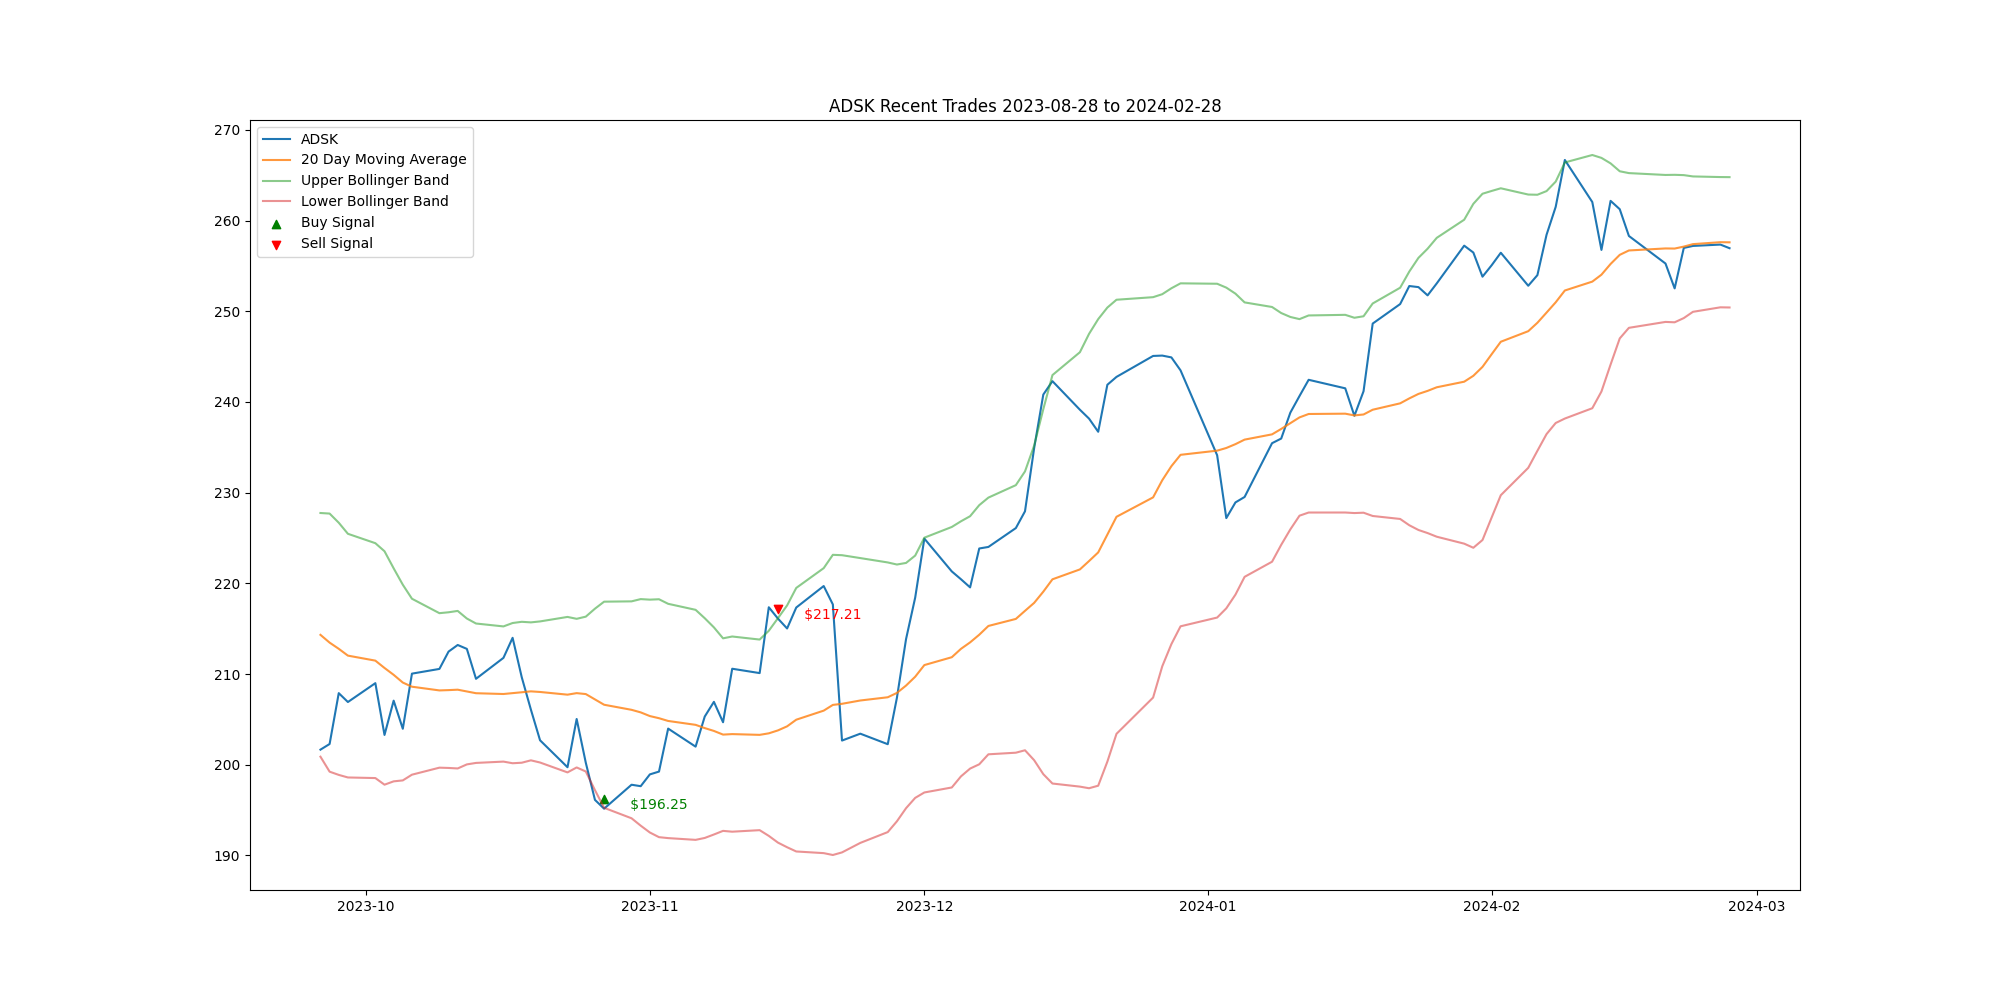 ADSK Recent Trades 2023-08-28 to 2024-02-28
270
260
250
240
230
220
210
200
190
ADSK
20 Day Moving Average
Upper Bollinger Band
Lower Bollinger Band
Buy Signal
Sell Signal
$217.21
$196.25
2023-10
2023-11
2023-12
2024-01
2024-02
2024-03